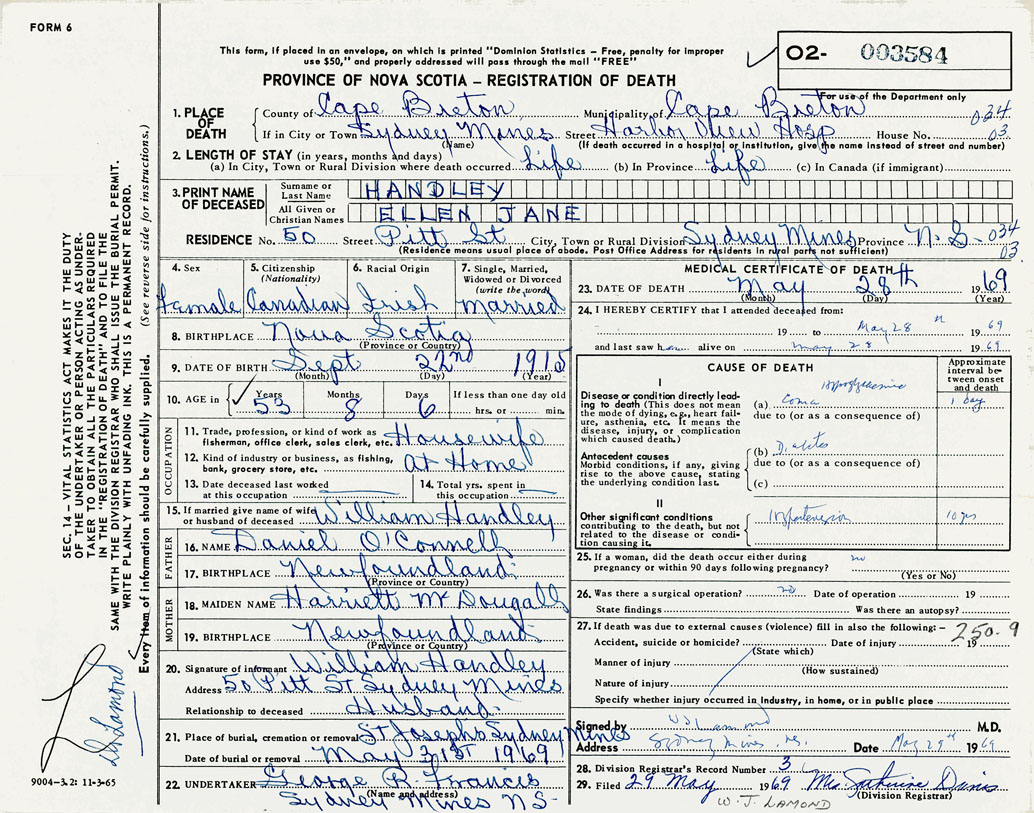 FORM 6
This form, if placed in an envelope, on which is printed "Dominion Statistics – Free, penalty for improper
use $50," and properly addressed will pass through the mail "FREE"
O2- 003584
For use of the Department only
PROVINCE OF NOVA SCOTIA – REGISTRATION OF DEATH
1. PLACE OF DEATH
County of Cape Breton Municipality of Cape Breton 034
If in City or Town Sydney Mines Street Harbor View Hosp House No. 03
(Name) (If death occurred in a hospital or institution, give the name instead of street and number)
2. LENGTH OF STAY (in years, months and days)
(a) In City, Town or Rural Division where death occurred Life (b) In Province Life (c) In Canada (if immigrant)
3. PRINT NAME OF DECEASED
Surname or Last Name HANDLEY
All Given or Christian Names ELLEN JANE
RESIDENCE No. 50 Street Pitt St City, Town or Rural Division Sydney Mines Province N.S. 034
(Residence means usual place of abode. Post Office Address for residents in rural parts not sufficient) 03
4. Sex 5. Citizenship (Nationality) 6. Racial Origin 7. Single, Married, Widowed or Divorced (write the word)
Famale Canadian Irish Married
8. BIRTHPLACE Nova Scotia
(Province or Country)
9. DATE OF BIRTH Sept 22nd 1915
(Month) (Day) (Year)
10. AGE in Years Months Days If less than one day old
53 8 6 hrs. or min.
OCCUPATION
11. Trade, profession, or kind of work as fisherman, office clerk, sales clerk, etc. Housewife
12. Kind of industry or business, as fishing, bank, grocery store, etc. at Home
13. Date deceased last worked at this occupation
14. Total yrs. spent in this occupation
15. If married give name of wife or husband of deceased William Handley
FATHER
16. NAME Daniel O'Connell
17. BIRTHPLACE Newfoundland
(Province or Country)
MOTHER
18. MAIDEN NAME Harriett McDougall
19. BIRTHPLACE Newfoundland
(Province or Country)
20. Signature of informant William Handley
Address 50 Pitt St Sydney Mines
Relationship to deceased Husband
21. Place of burial, cremation or removal St Joseph's Sydney Mines
Date of burial or removal May 31st 1969
22. UNDERTAKER George R. Francis
(Name and address)
Sydney Mines NS
MEDICAL CERTIFICATE OF DEATH
23. DATE OF DEATH May 28th 1969
(Month) (Day) (Year)
24. I HEREBY CERTIFY that I attended deceased from:
19 to May 28 1969
and last saw h alive on May 28 1969
CAUSE OF DEATH
Approximate interval between onset and death
I
Disease or condition directly leading to death (This does not mean the mode of dying, e.g., heart failure, asthenia, etc. It means the disease, injury, or complication which caused death.)
Hypoglycaemic
(a) Coma 1 day
due to (or as a consequence of)
Antecedent causes
Morbid conditions, if any, giving rise to the above cause, stating the underlying condition last.
(b)
due to (or as a consequence of)
(c)
II
Other significant conditions contributing to the death, but not related to the disease or condition causing it.
Hypertension 10 yrs
25. If a woman, did the death occur either during pregnancy or within 90 days following pregnancy? no
(Yes or No)
26. Was there a surgical operation? no Date of operation 19
State findings Was there an autopsy?
27. If death was due to external causes (violence) fill in also the following: –
250.9
Accident, suicide or homicide? Date of injury 19
(State which)
Manner of injury
(How sustained)
Nature of injury
Specify whether injury occurred in industry, in home, or in public place
Signed by W J Lamond M.D.
Address Sydney Mines, N.S. Date May 29th 1969
28. Division Registrar's Record Number 3
29. Filed 29 May 1969
(Division Registrar)
W. J. LAMOND
SEC. 14 – VITAL STATISTICS ACT MAKES IT THE DUTY
OF THE UNDERTAKER OR PERSON ACTING AS UNDER-
TAKER TO OBTAIN ALL THE PARTICULARS REQUIRED
IN THE "REGISTRATION OF DEATH" AND TO FILE THE
SAME WITH THE DIVISION REGISTRAR WHO SHALL ISSUE THE BURIAL PERMIT.
WRITE PLAINLY WITH UNFADING INK. THIS IS A PERMANENT RECORD.
Every item of information should be carefully supplied. (See reverse side for instructions.)
Dr Lamond
9004-3.2: 11-3-65